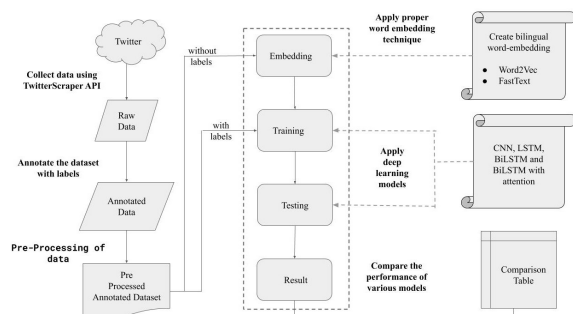 Twitter
Collect data using
TwitterScraper API
Raw
Data
Annotate the dataset
with labels
Annotated
Data
Pre-Processing of
data
Pre
Processed
Annotated Dataset
without
labels
with
labels
Embedding
Training
Testing
Result
Apply proper
word embedding
technique
Apply
deep
learning
models
Compare the
performance of
various models
Create bilingual
word-embedding
● Word2Vec
● FastText
CNN, LSTM,
BiLSTM and
BiLSTM with
attention
Comparison
Table